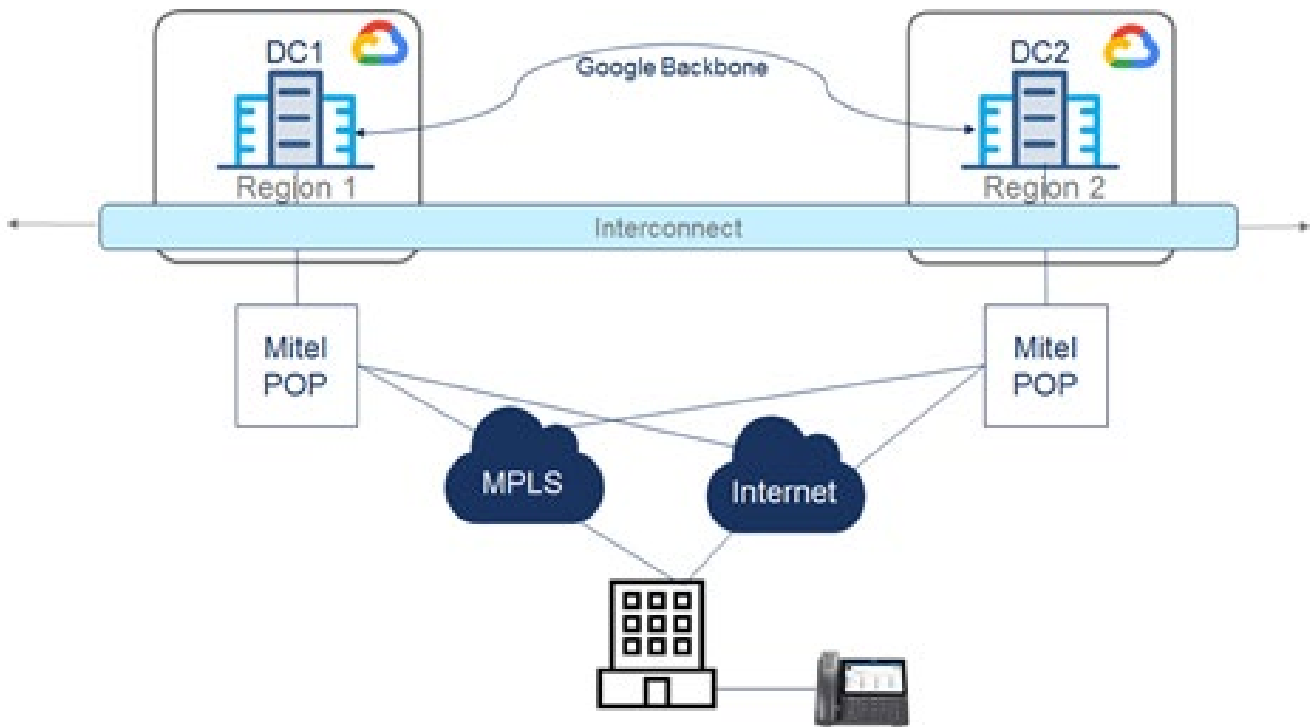 DC1
DC2
Google Backbone
Region 1
Region 2
Interconnect
Mitel
POP
Mitel
POP
MPLS
Internet